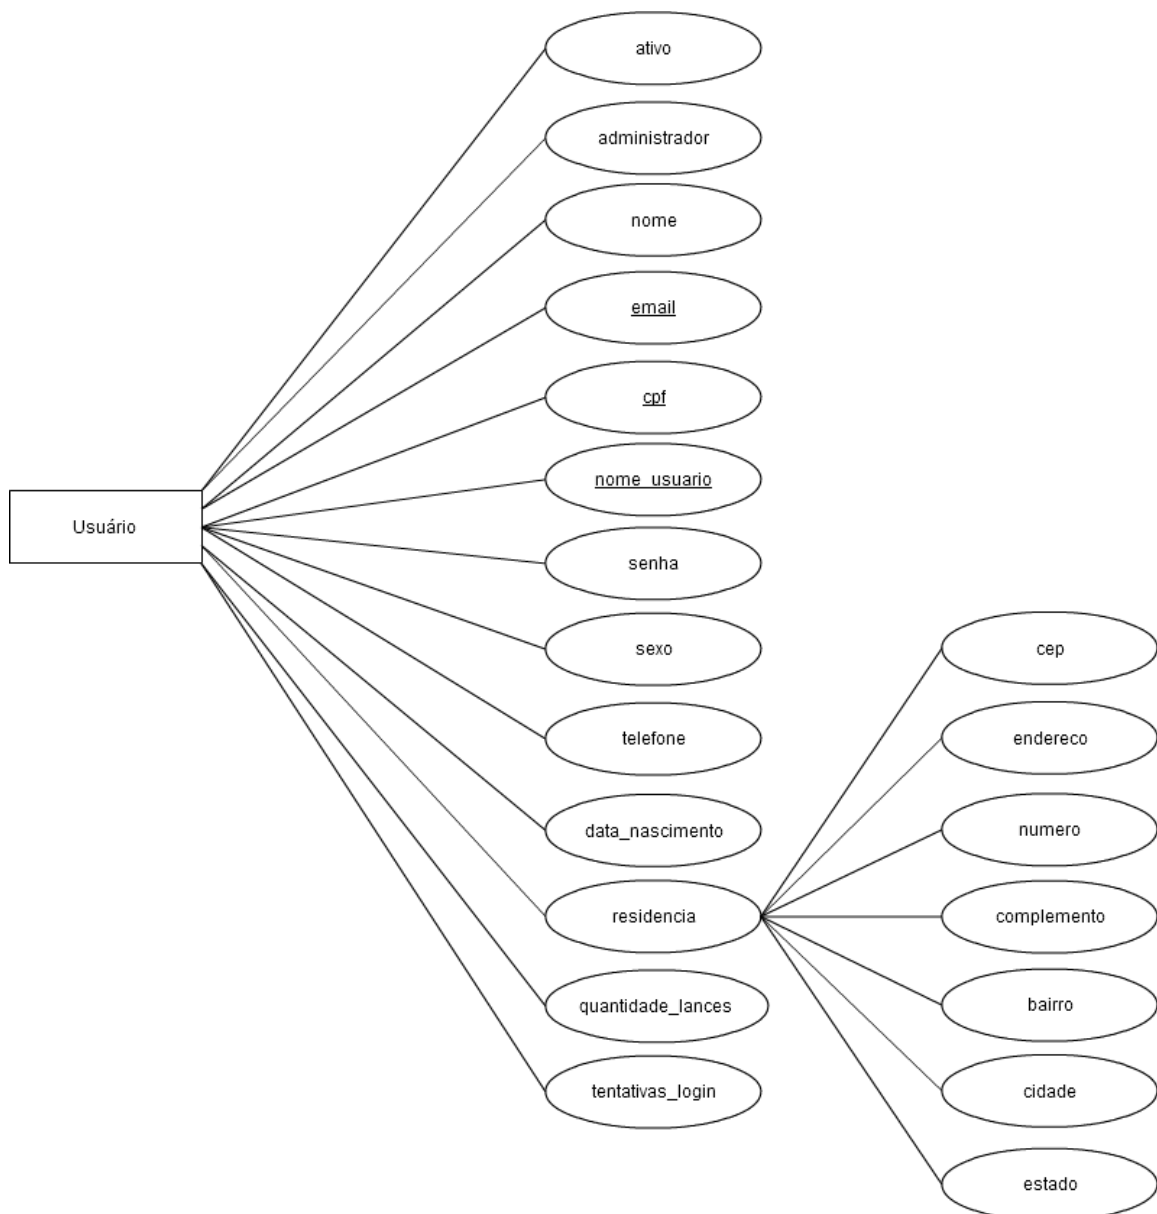 ativo
administrador
nome
email
cpf
nome_usuario
Usuário
senha
sexo
cep
telefone
endereco
data_nascimento
numero
residencia
complemento
quantidade_lances
bairro
tentativas_login
cidade
estado